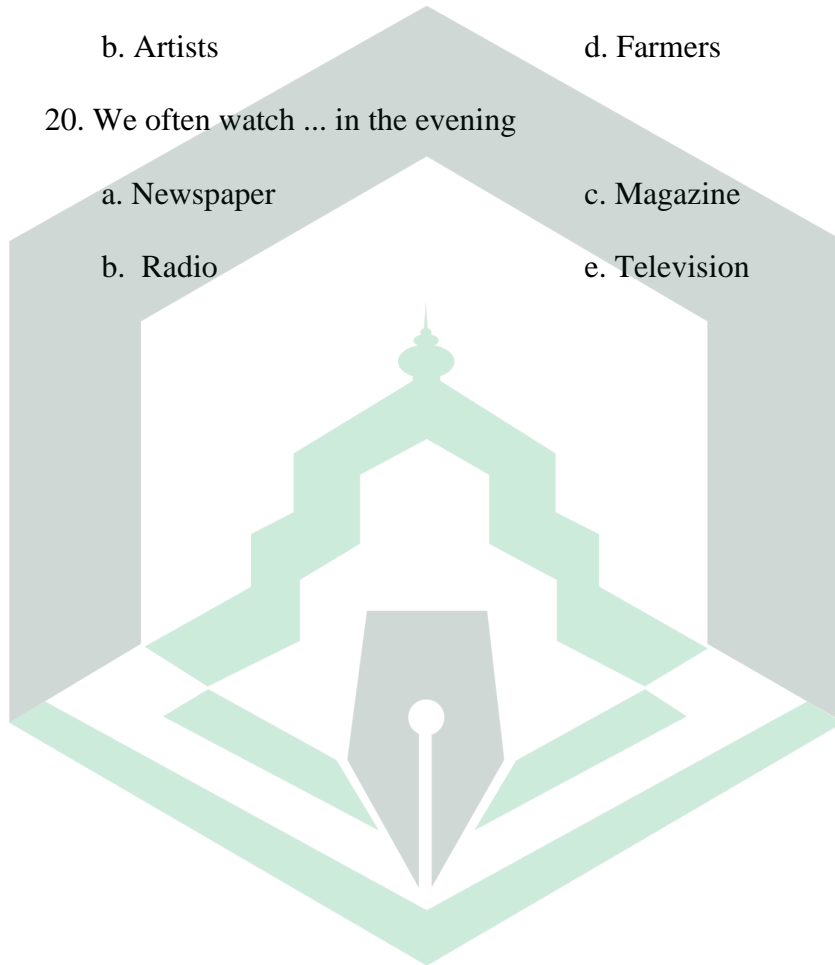 b. Artists d. Farmers
20. We often watch ... in the evening
a. Newspaper c. Magazine
b. Radio e. Television